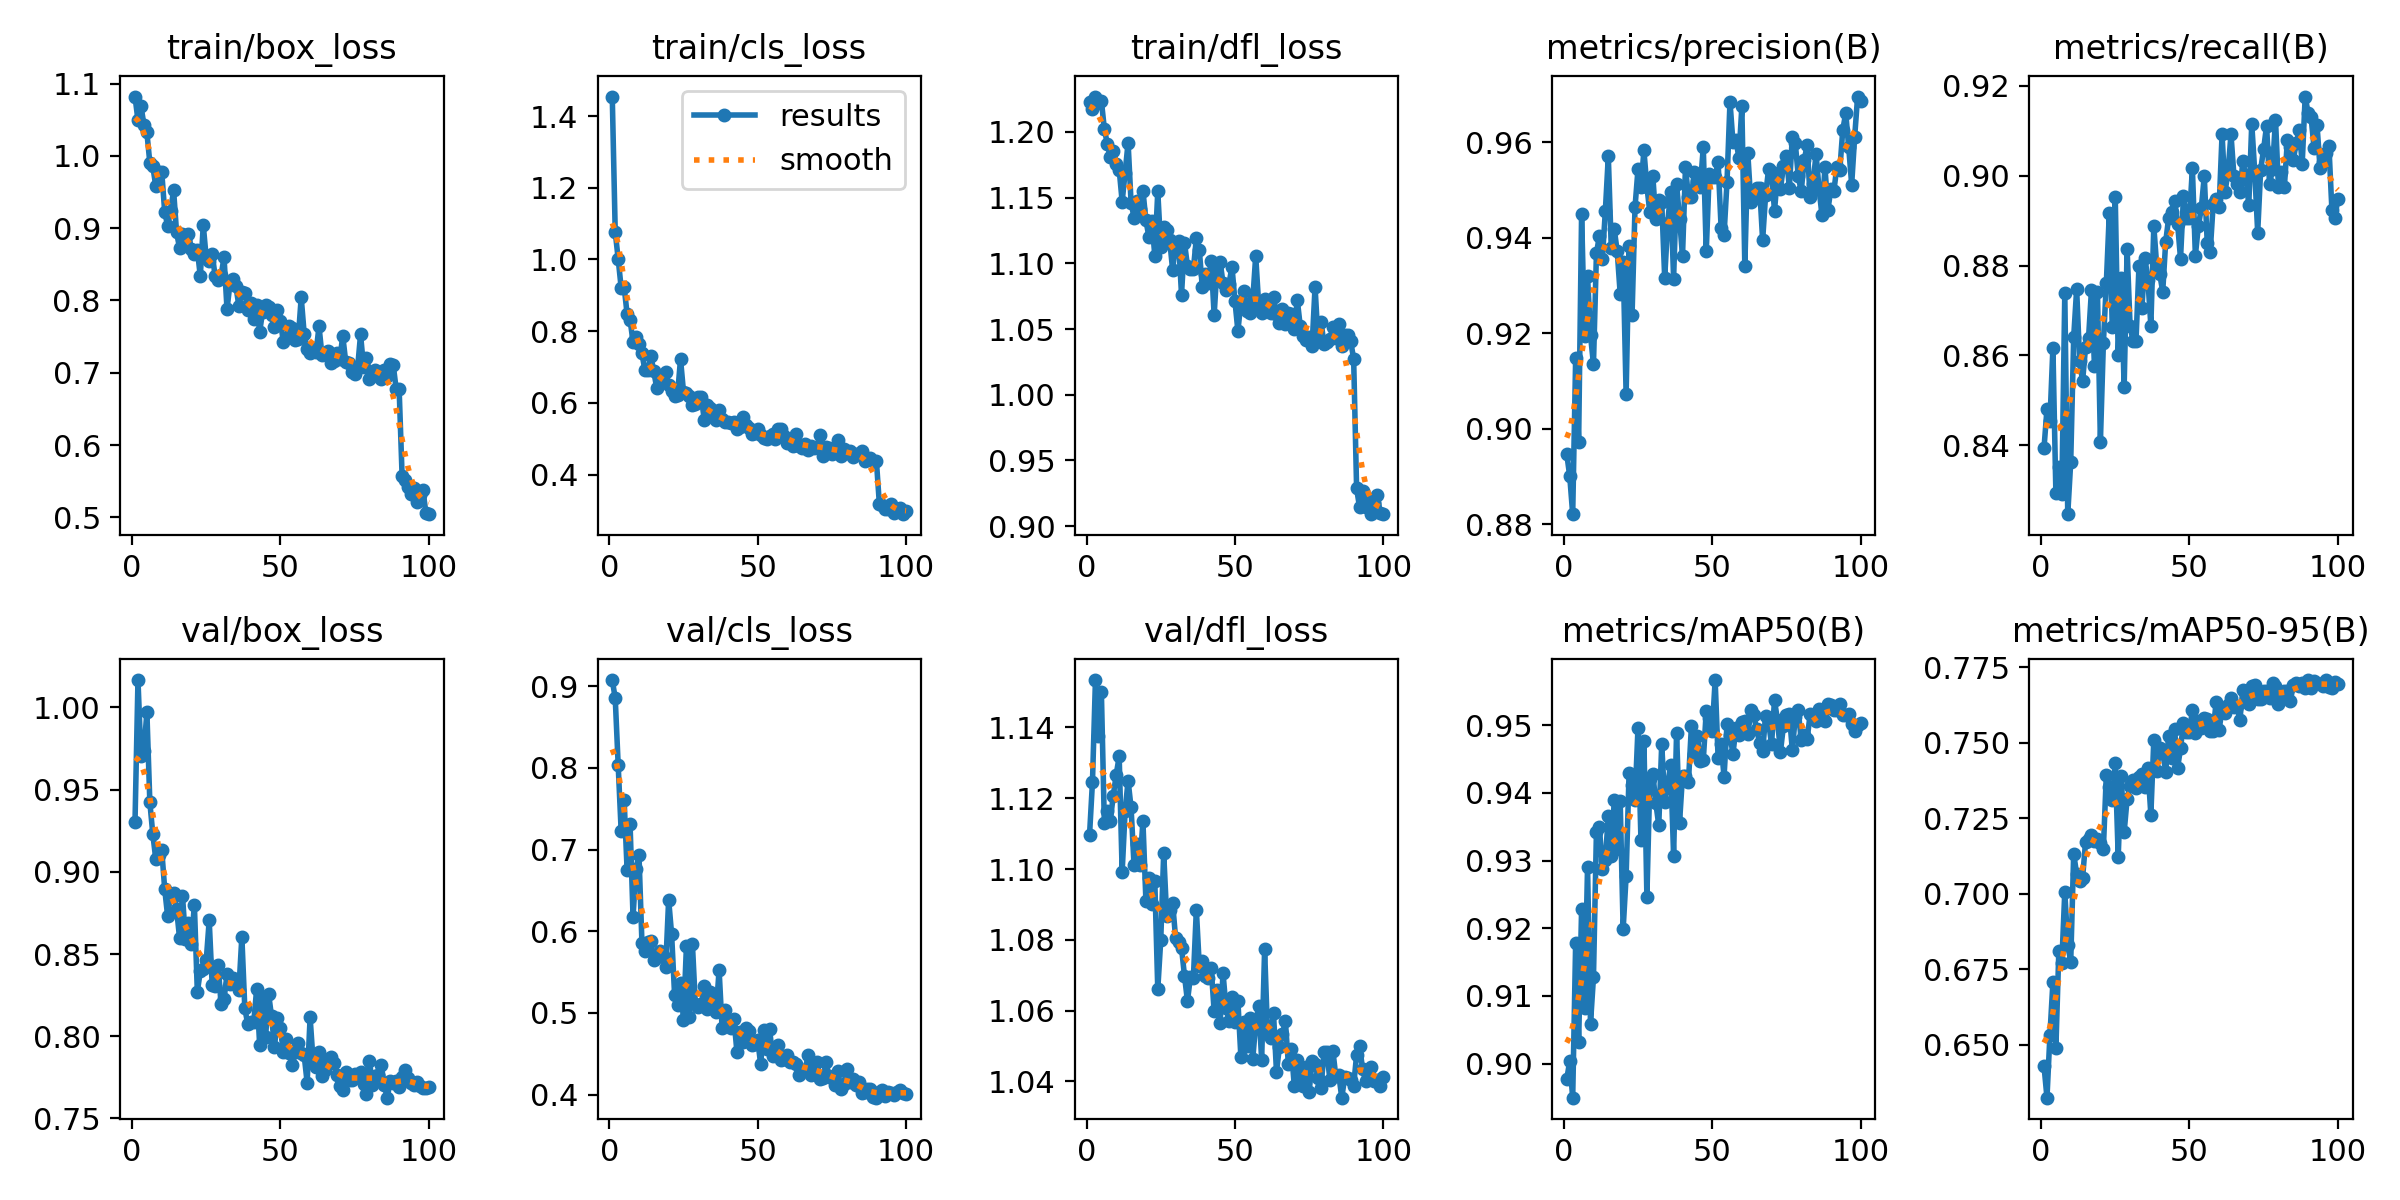 train/box_loss
1.1
1.0
0.9
0.8
0.7
0.6
0.5
0 50 100
train/cls_loss
results
smooth
1.4
1.2
1.0
0.8
0.6
0.4
0 50 100
train/dfl_loss
1.20
1.15
1.10
1.05
1.00
0.95
0.90
0 50 100
metrics/precision(B)
0.96
0.94
0.92
0.90
0.88
0 50 100
metrics/recall(B)
0.92
0.90
0.88
0.86
0.84
0 50 100
val/box_loss
1.00
0.95
0.90
0.85
0.80
0.75
0 50 100
val/cls_loss
0.9
0.8
0.7
0.6
0.5
0.4
0 50 100
val/dfl_loss
1.14
1.12
1.10
1.08
1.06
1.04
0 50 100
metrics/mAP50(B)
0.95
0.94
0.93
0.92
0.91
0.90
0 50 100
metrics/mAP50-95(B)
0.775
0.750
0.725
0.700
0.675
0.650
0 50 100